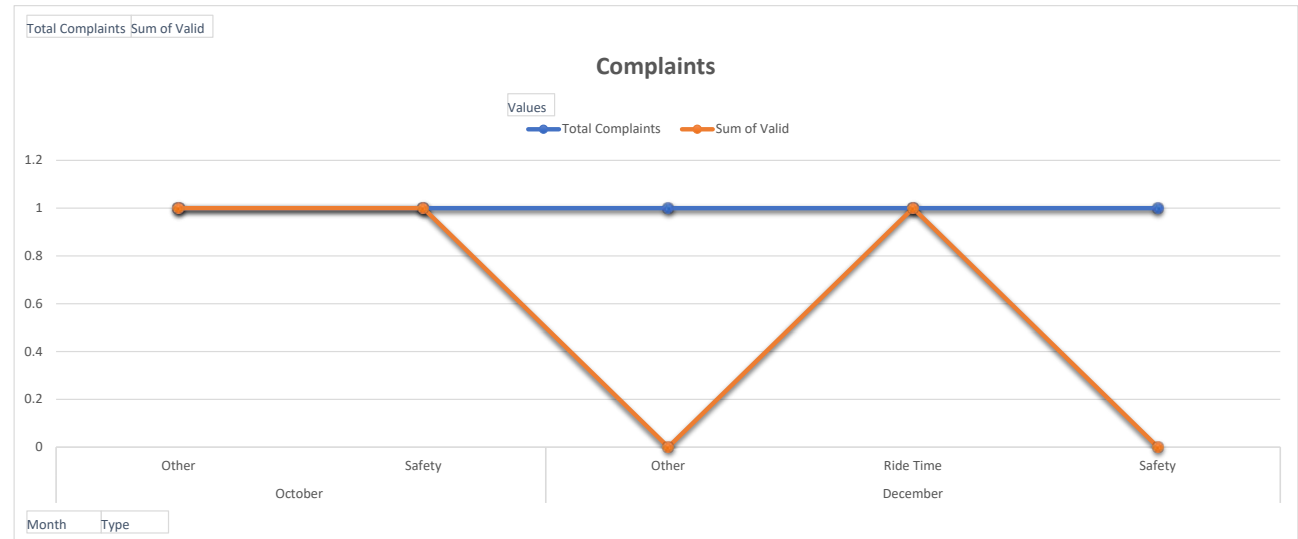 Total Complaints Sum of Valid
Complaints
Values
Total Complaints Sum of Valid
1.2
1
0.8
0.6
0.4
0.2
0
Other Safety Other Ride Time Safety
October December
Month Type